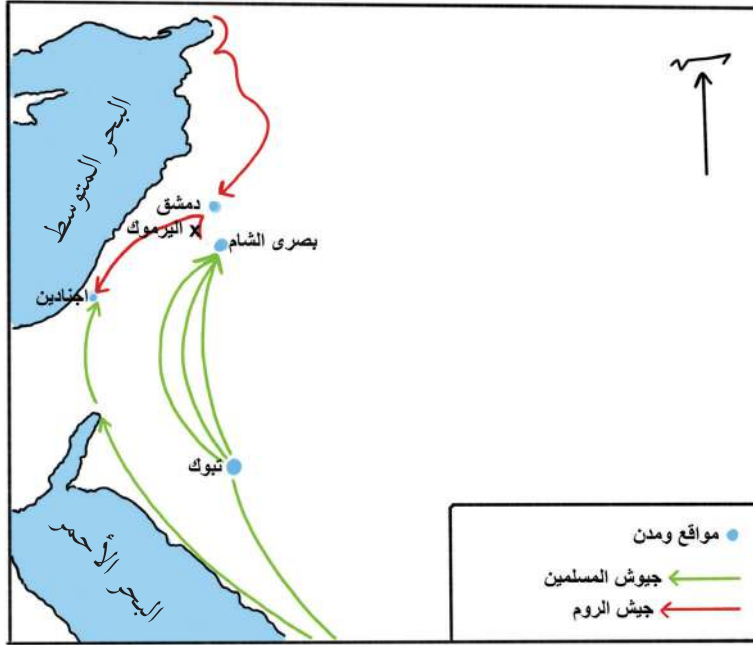 البحر المتوسط
دمشق
اليرموك x
بصرى الشام
اجنادين
تبوك
البحر الأحمر
مواقع ومدن
جيوش المسلمين
جيش الروم